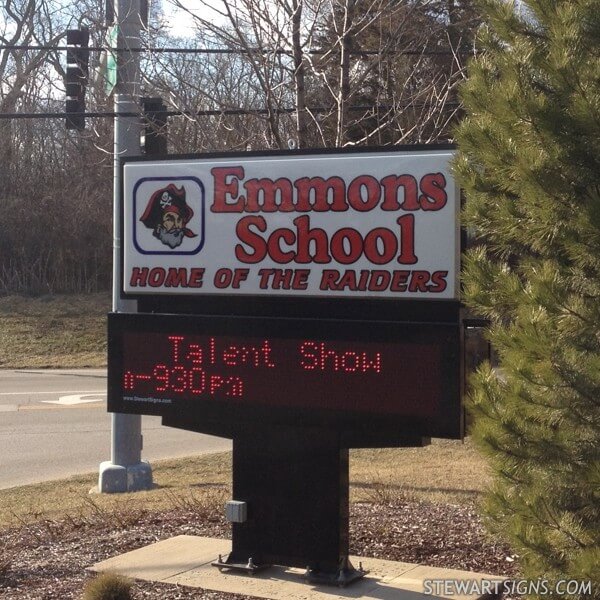 Emmons
School
HOME OF THE RAIDERS
Talent Show
m-930pm
www.StewartSigns.com
STEWARTSIGNS.COM